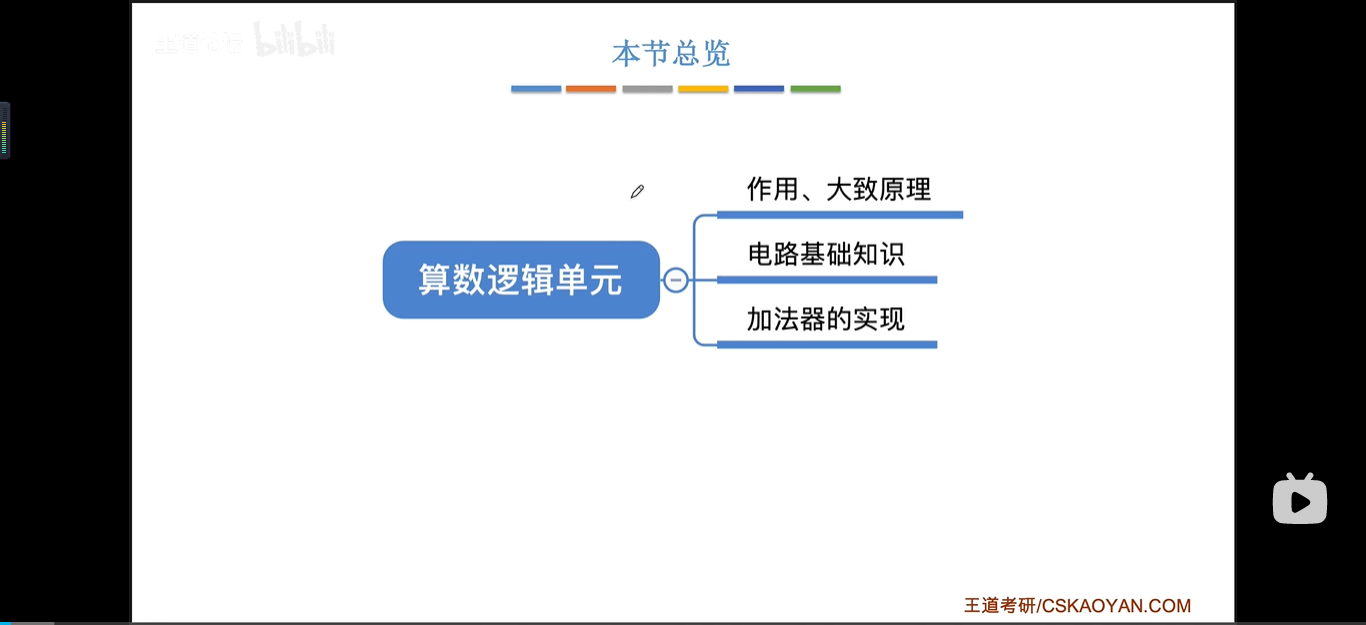 bilibili
本节总览
作用、大致原理
电路基础知识
算数逻辑单元
加法器的实现
王道考研/CSKAOYAN.COM